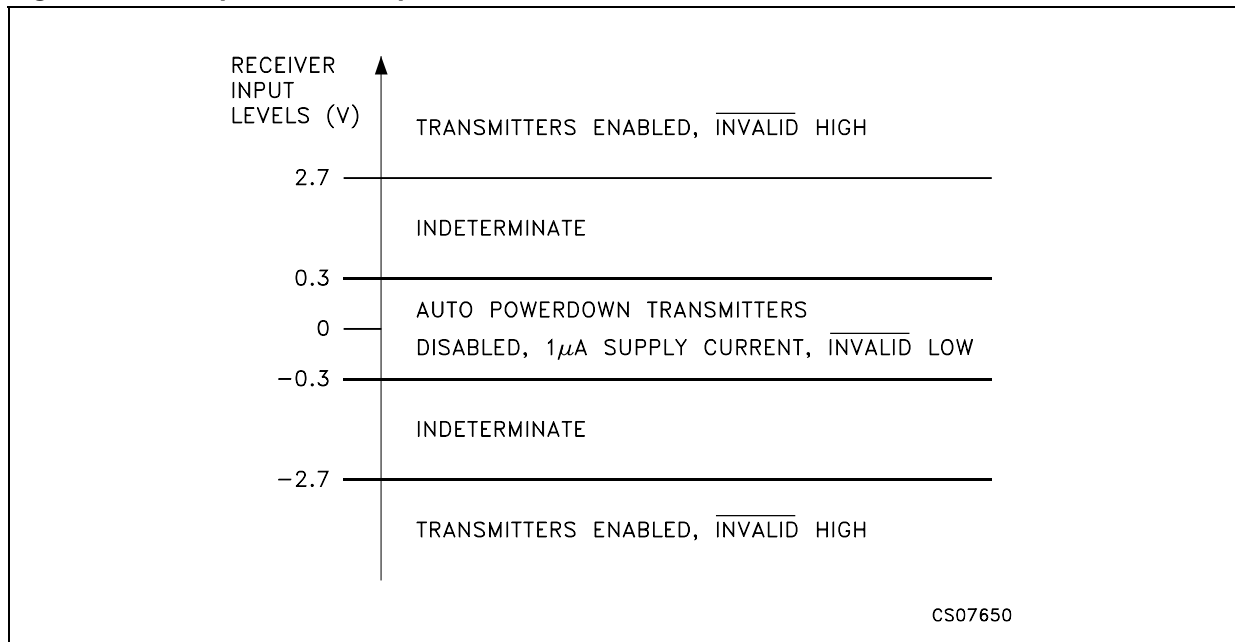 RECEIVER
INPUT
LEVELS (V)
TRANSMITTERS ENABLED, INVALID HIGH
2.7
INDETERMINATE
0.3
AUTO POWERDOWN TRANSMITTERS
0
DISABLED, 1μA SUPPLY CURRENT, INVALID LOW
-0.3
INDETERMINATE
-2.7
TRANSMITTERS ENABLED, INVALID HIGH
CS07650